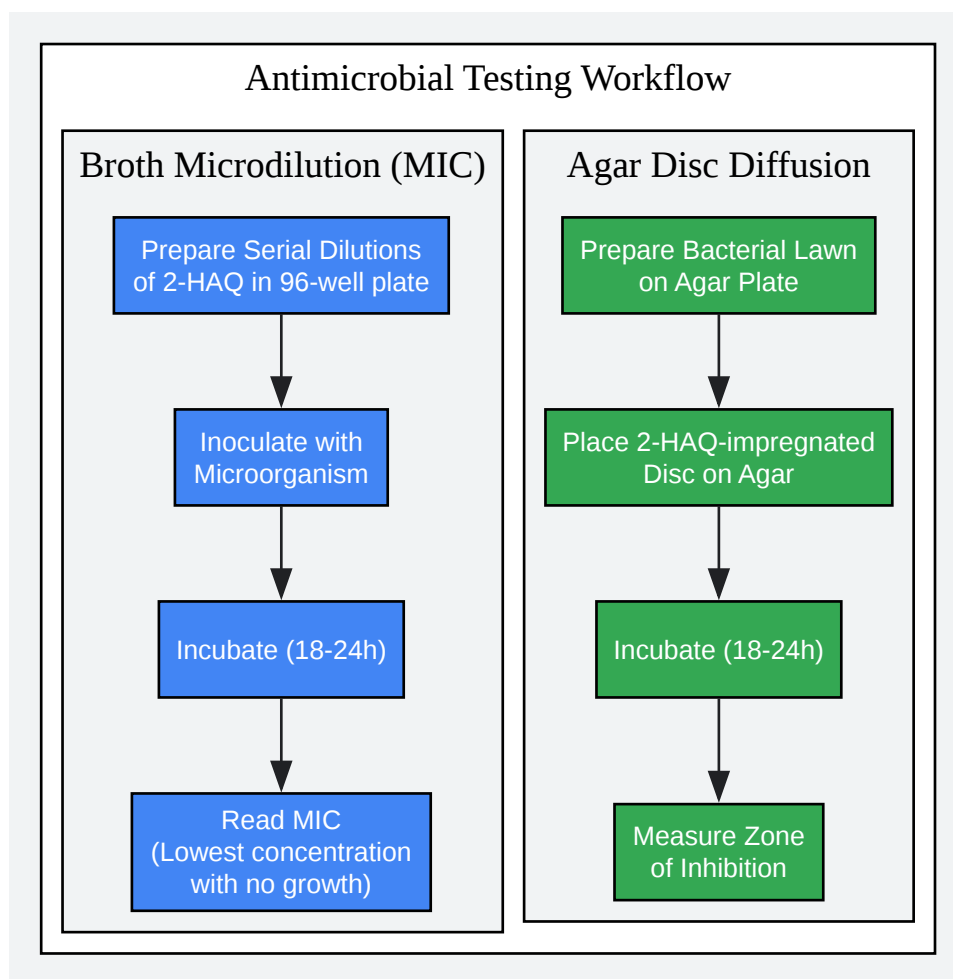 Antimicrobial Testing Workflow
Broth Microdilution (MIC)
Prepare Serial Dilutions
of 2-HAQ in 96-well plate
Inoculate with
Microorganism
Incubate (18-24h)
Read MIC
(Lowest concentration
with no growth)
Agar Disc Diffusion
Prepare Bacterial Lawn
on Agar Plate
Place 2-HAQ-impregnated
Disc on Agar
Incubate (18-24h)
Measure Zone
of Inhibition